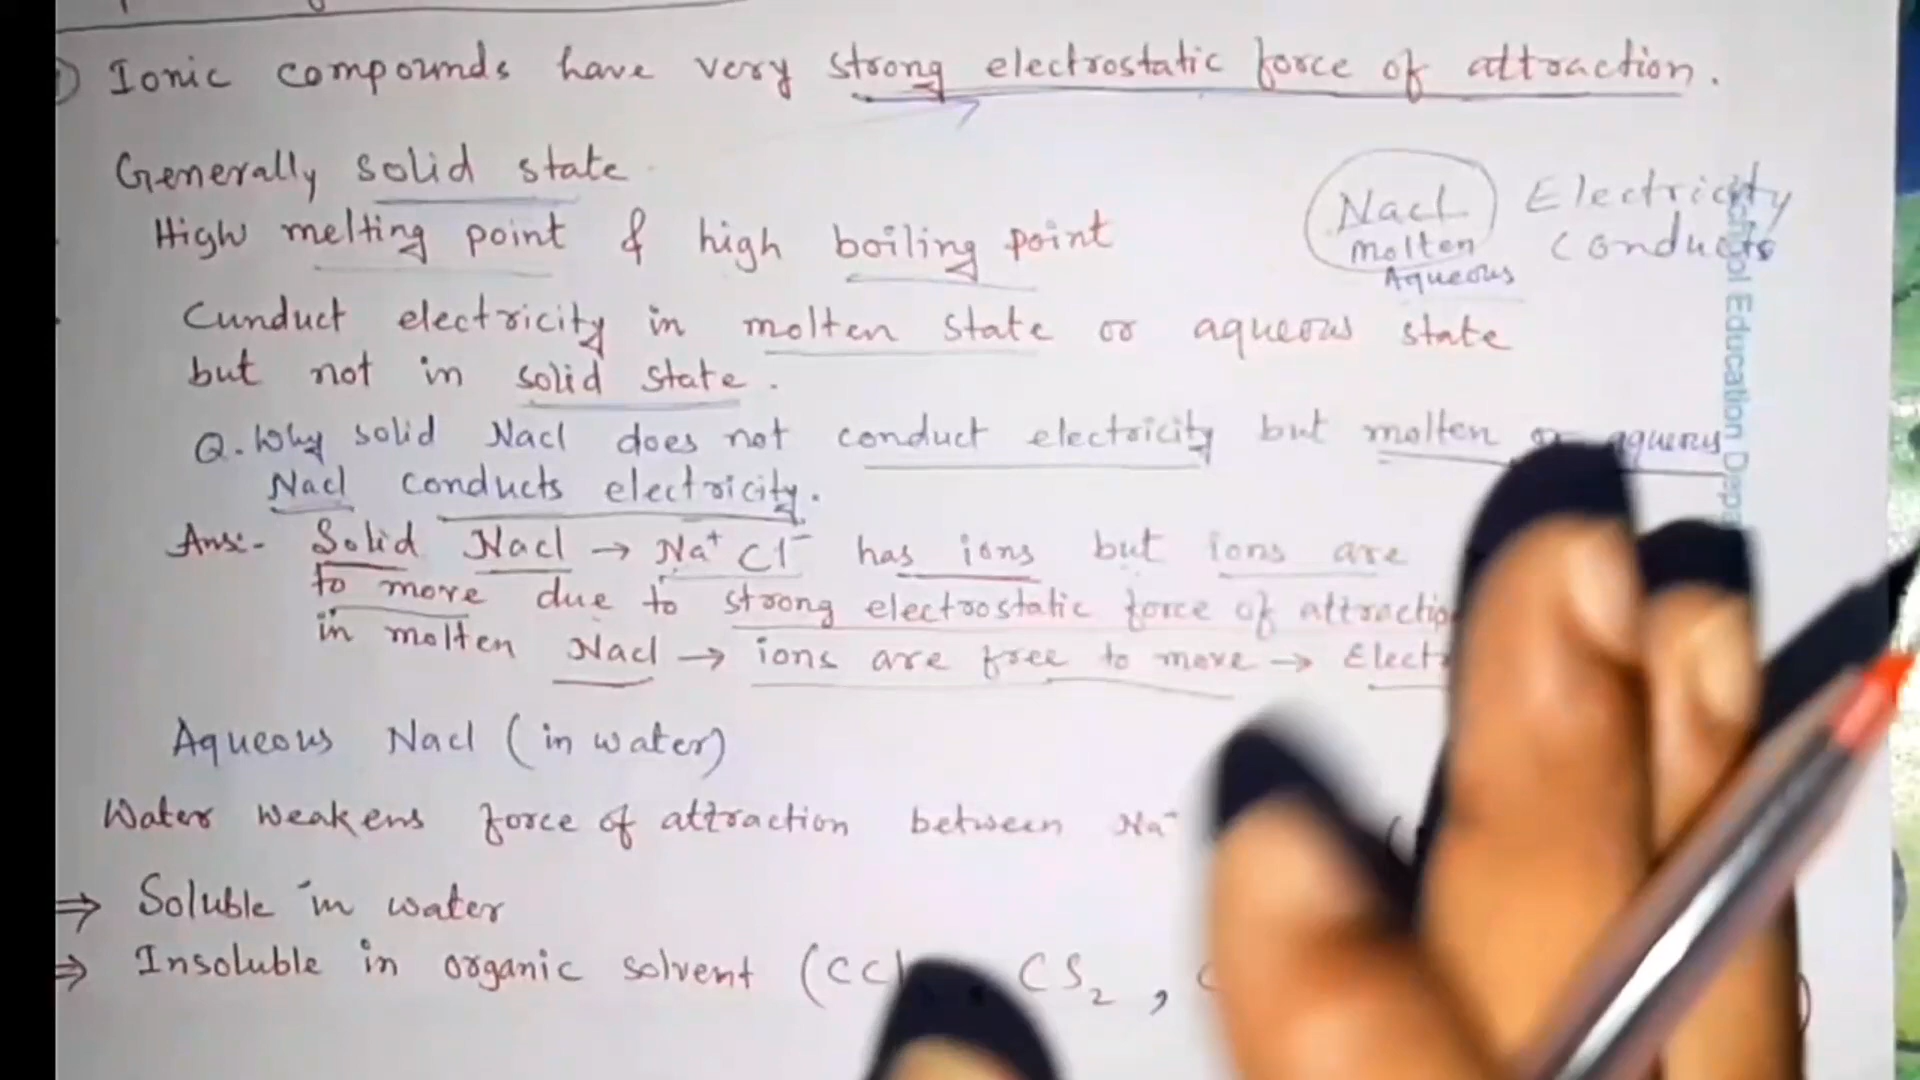 Ionic compounds have very strong electrostatic force of attraction.
Generally solid state
High melting point & high boiling point
Nacl
molten
Aqueous
Electricity
Conducts
Cunduct electricity in molten state or aqueous state
but not in solid state.
Q. Why solid Nacl does not conduct electricity but molten or aqueous
Nacl conducts electricity.
Ans:- Solid Nacl → Na⁺ Cl⁻ has ions but ions are
to move due to strong electrostatic force of
in molten Nacl → ions are free to move →
Aqueous Nacl (in water)
Water weakens force of attraction between
⇒ Soluble in water
⇒ Insoluble in organic solvent ( CS₂ ,
Education